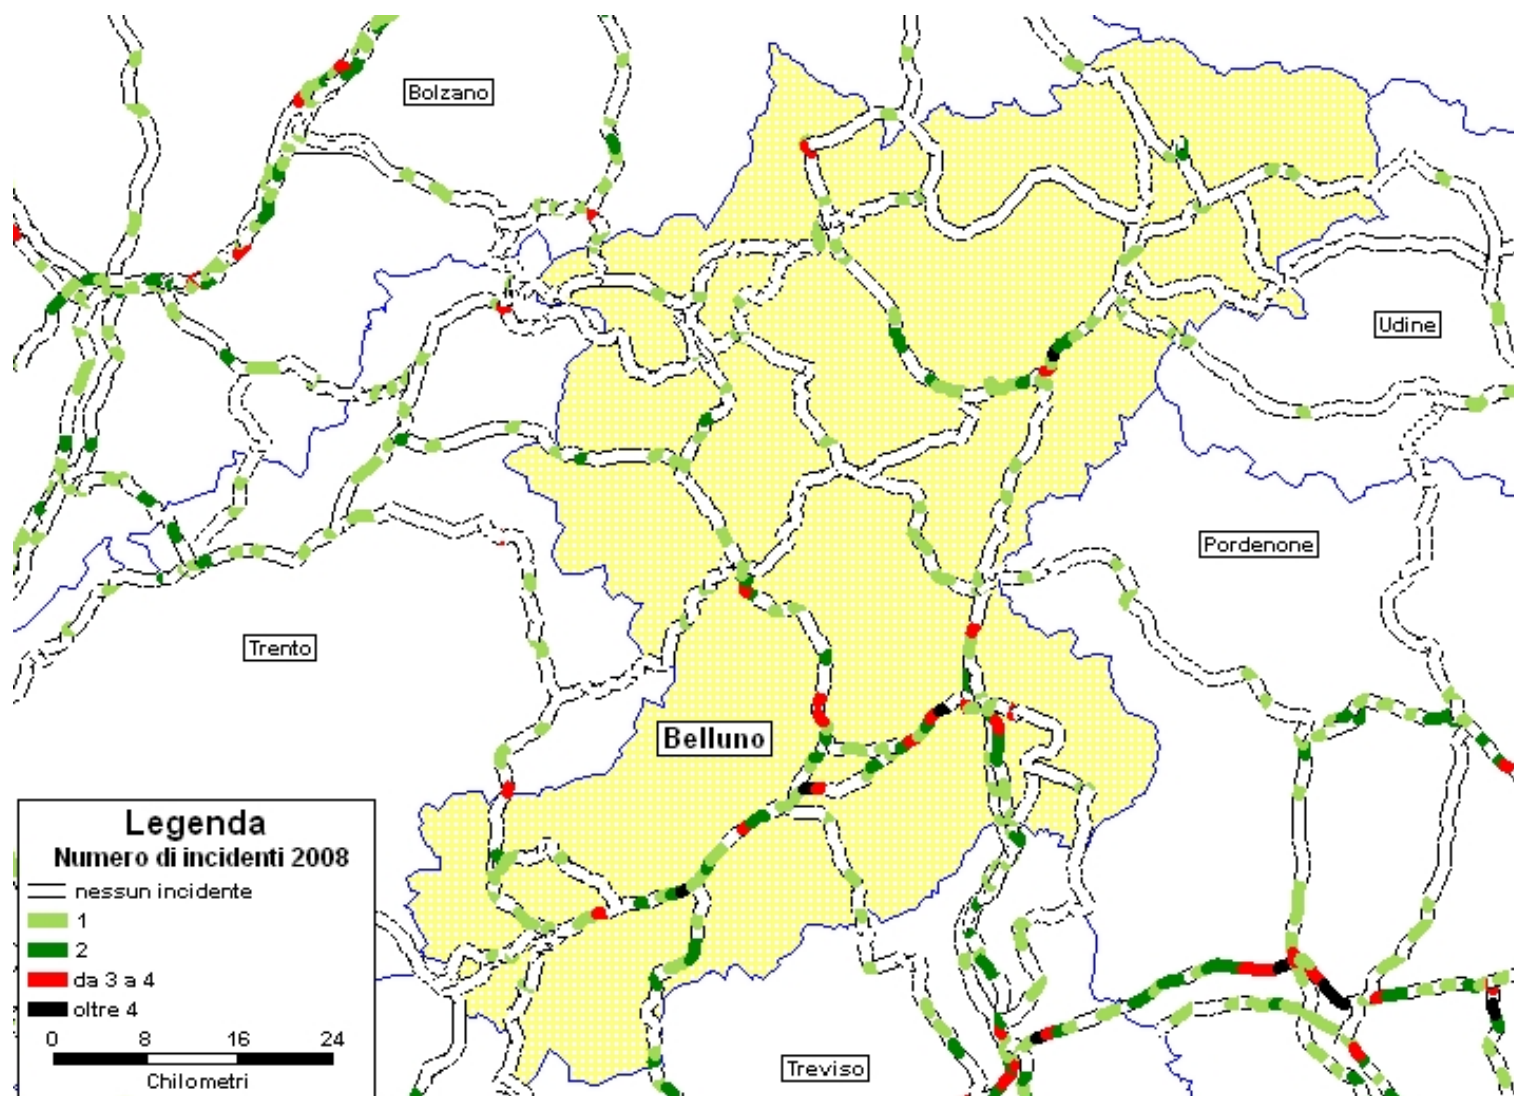 Bolzano
Udine
Pordenone
Trento
Belluno
Treviso
Legenda
Numero di incidenti 2008
nessun incidente
1
2
da 3 a 4
oltre 4
0 8 16 24
Chilometri